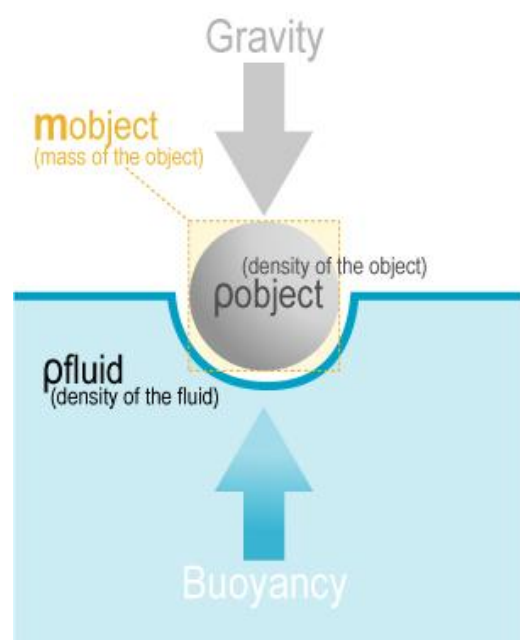 Gravity
mobject
(mass of the object)
(density of the object)
ρobject
ρfluid
(density of the fluid)
Buoyancy